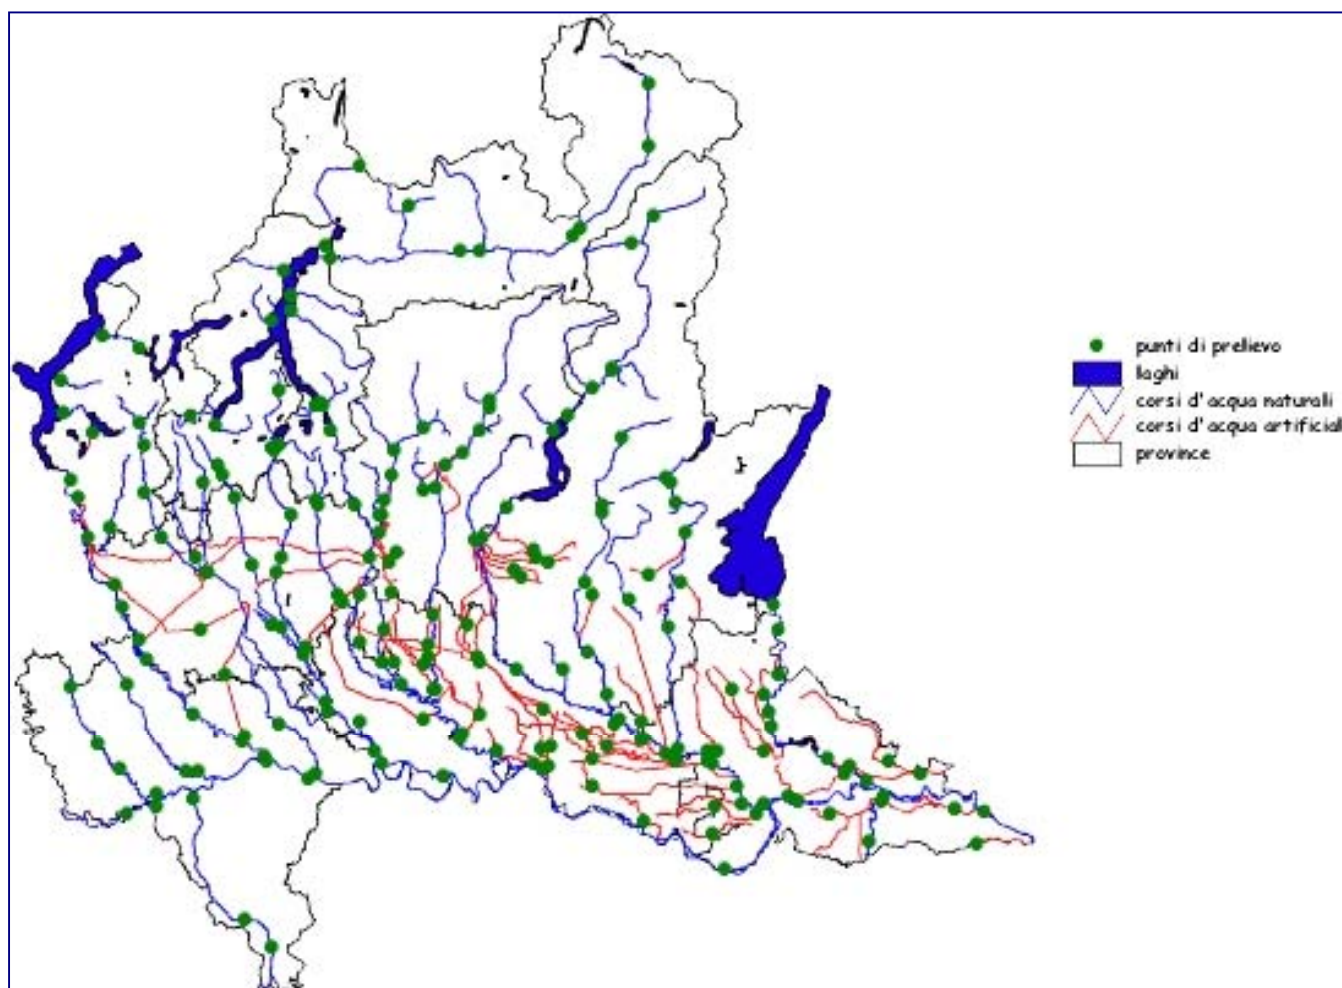 punti di prelievo
laghi
corsi d'acqua naturali
corsi d'acqua artificial
province